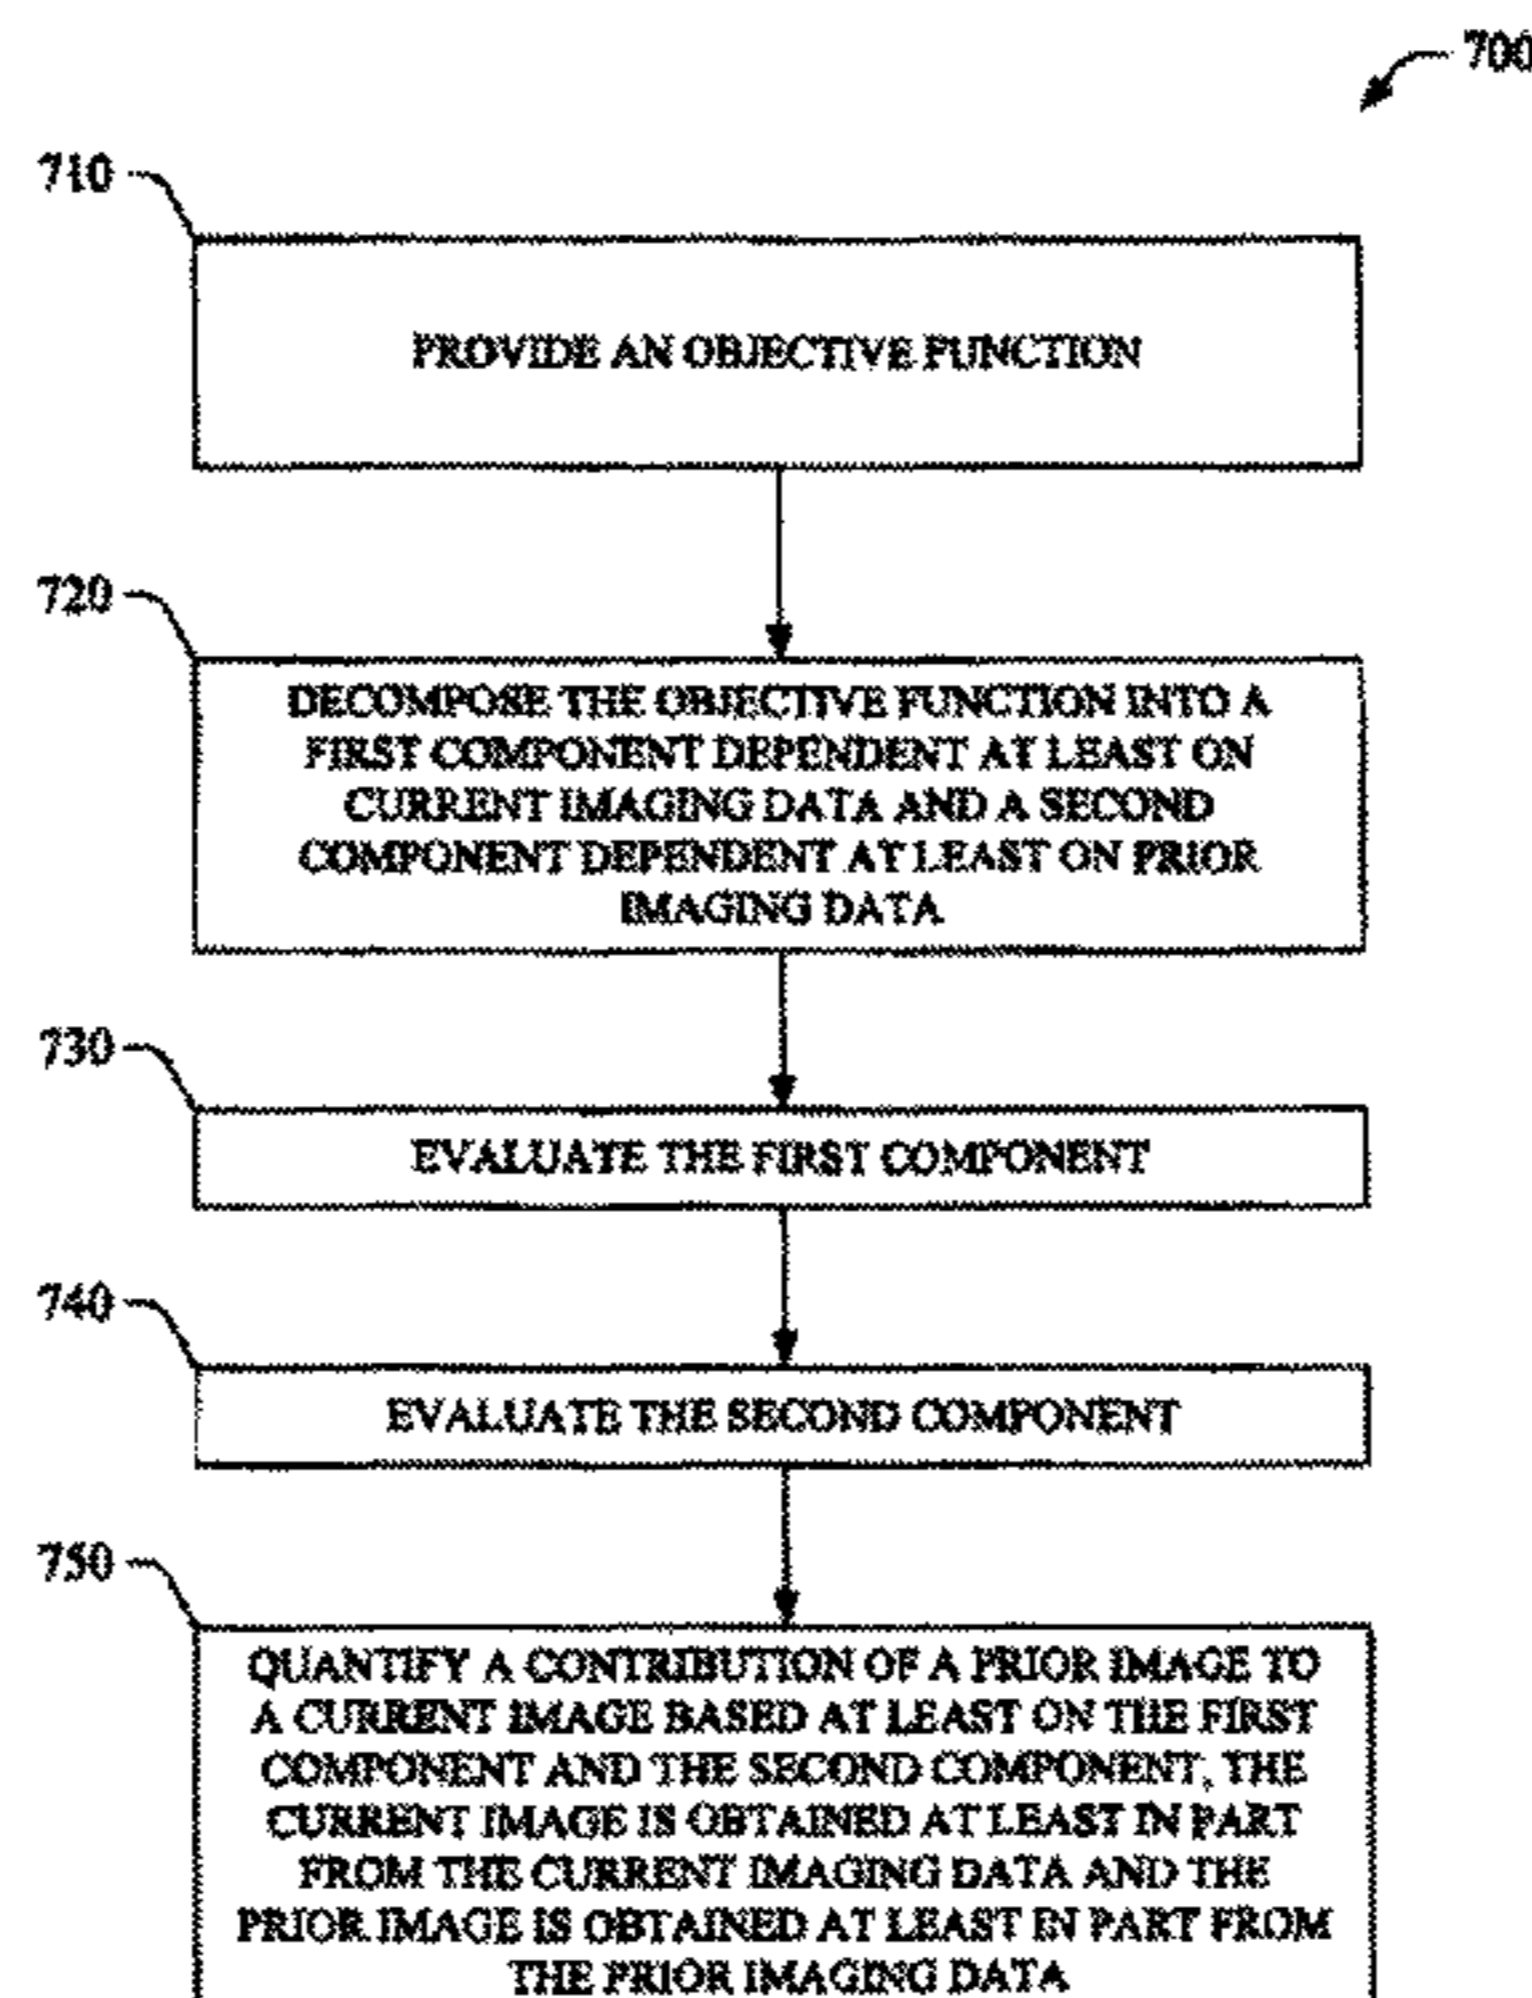 700
710
PROVIDE AN OBJECTIVE FUNCTION
720
DECOMPOSE THE OBJECTIVE FUNCTION INTO A
FIRST COMPONENT DEPENDENT AT LEAST ON
CURRENT IMAGING DATA AND A SECOND
COMPONENT DEPENDENT AT LEAST ON PRIOR
IMAGING DATA
730
EVALUATE THE FIRST COMPONENT
740
EVALUATE THE SECOND COMPONENT
750
QUANTIFY A CONTRIBUTION OF A PRIOR IMAGE TO
A CURRENT IMAGE BASED AT LEAST ON THE FIRST
COMPONENT AND THE SECOND COMPONENT, THE
CURRENT IMAGE IS OBTAINED AT LEAST IN PART
FROM THE CURRENT IMAGING DATA AND THE
PRIOR IMAGE IS OBTAINED AT LEAST IN PART FROM
THE PRIOR IMAGING DATA